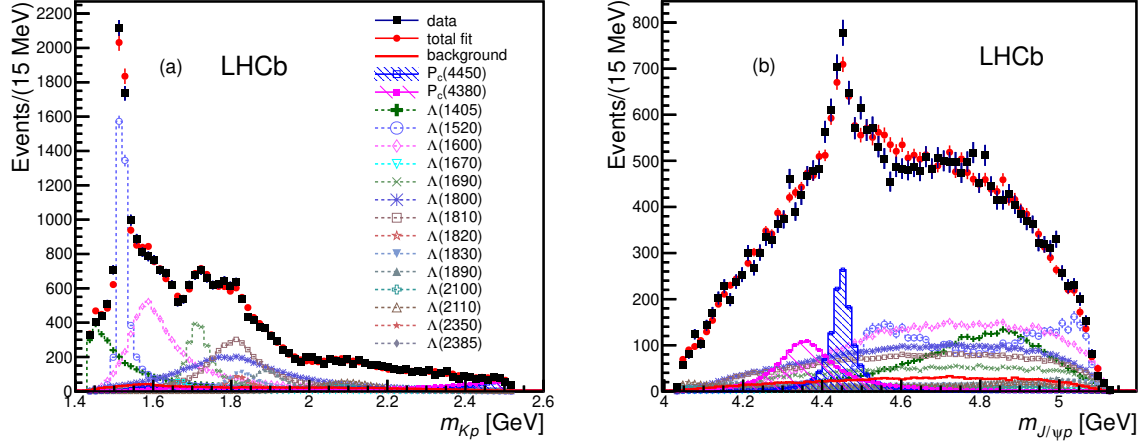 Events/(15 MeV)
2200
2000
1800
1600
1400
1200
1000
800
600
400
200
0
1.4 1.6 1.8 2 2.2 2.4 2.6
m_{Kp} [GeV]
(a)
LHCb
data
total fit
background
P_c(4450)
P_c(4380)
Λ(1405)
Λ(1520)
Λ(1600)
Λ(1670)
Λ(1690)
Λ(1800)
Λ(1810)
Λ(1820)
Λ(1830)
Λ(1890)
Λ(2100)
Λ(2110)
Λ(2350)
Λ(2385)
Events/(15 MeV)
800
700
600
500
400
300
200
100
0
4 4.2 4.4 4.6 4.8 5
m_{J/ψp} [GeV]
(b)
LHCb